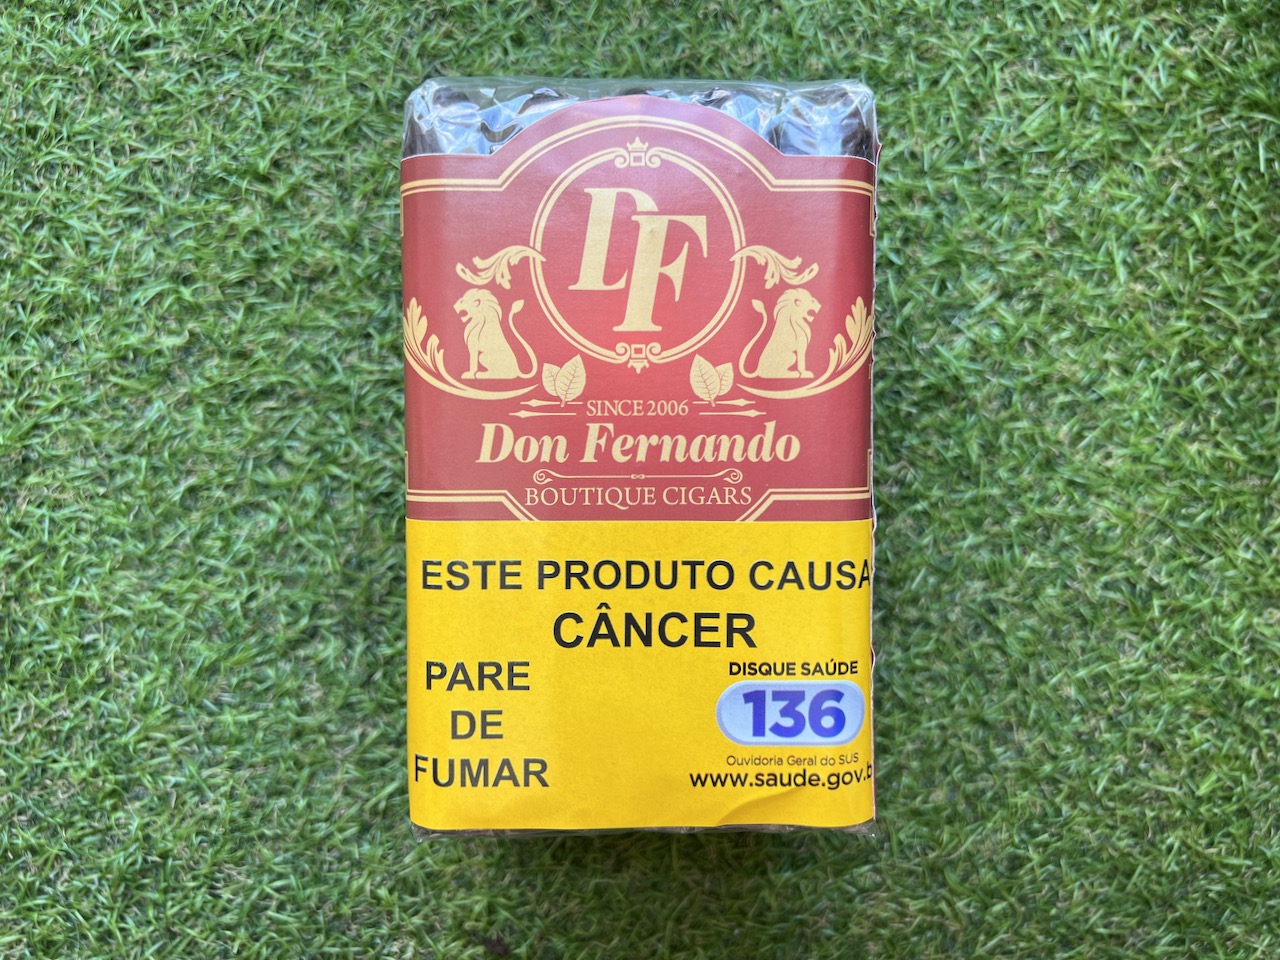 DF
SINCE 2006
Don Fernando
BOUTIQUE CIGARS
ESTE PRODUTO CAUSA
CÂNCER
PARE
DE
FUMAR
DISQUE SAÚDE
136
Ouvidoria Geral do SUS
www.saude.gov.b